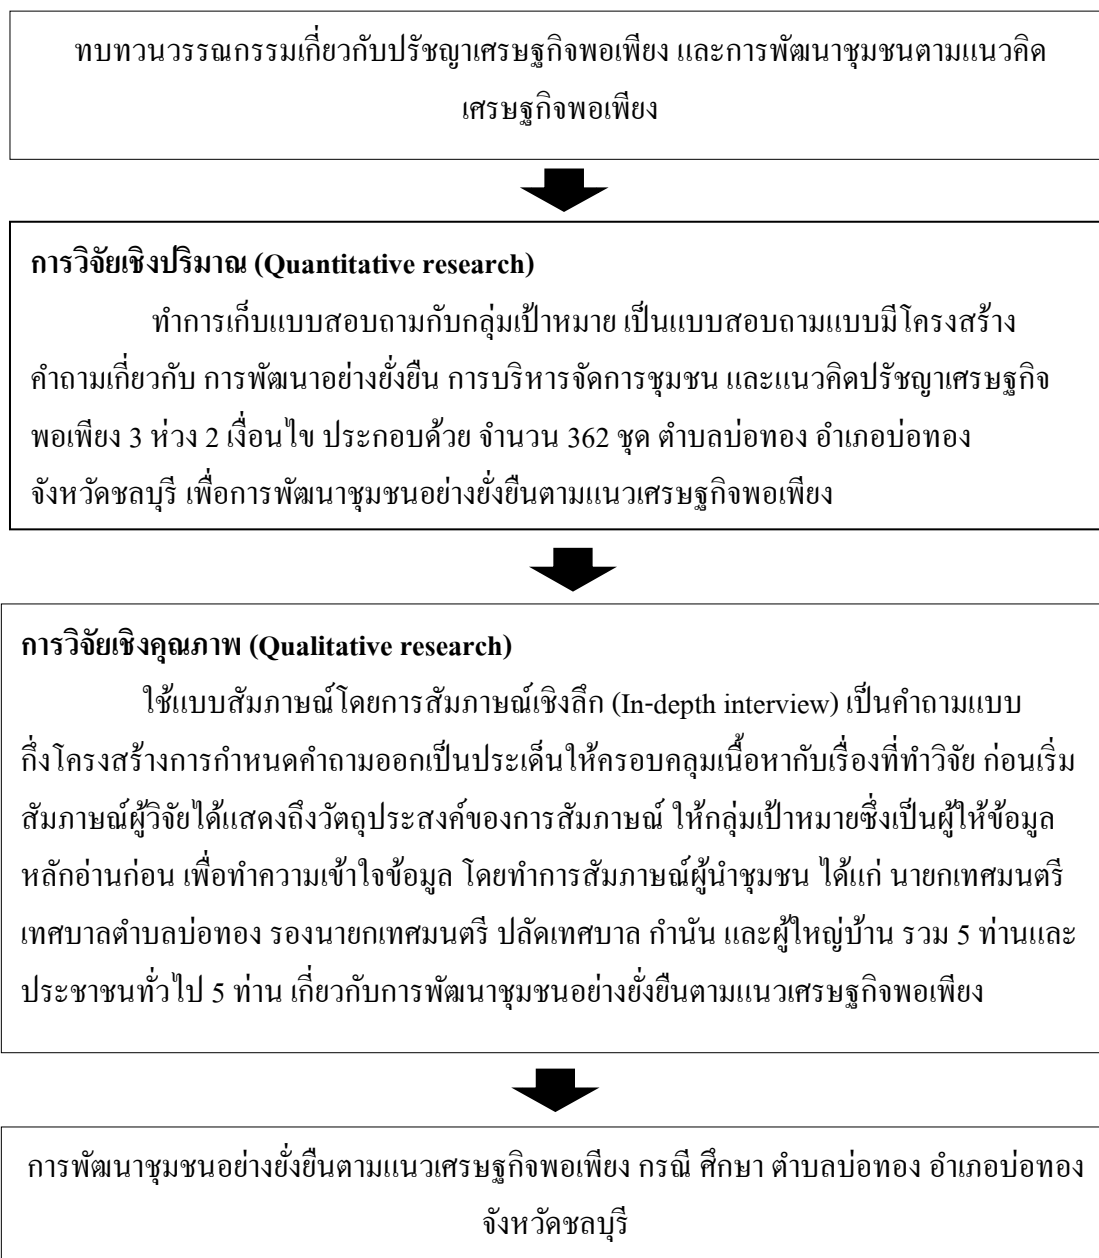 ทบทวนวรรณกรรมเกี่ยวกับปรัชญาเศรษฐกิจพอเพียง และการพัฒนาชุมชนตามแนวคิด
เศรษฐกิจพอเพียง
การวิจัยเชิงปริมาณ (Quantitative research)
ทำการเก็บแบบสอบถามกับกลุ่มเป้าหมาย เป็นแบบสอบถามแบบมีโครงสร้าง
คำถามเกี่ยวกับ การพัฒนาอย่างยั่งยืน การบริหารจัดการชุมชน และแนวคิดปรัชญาเศรษฐกิจ
พอเพียง 3 ห่วง 2 เงื่อนไข ประกอบด้วย จำนวน 362 ชุด ตำบลบ่อทอง อำเภอบ่อทอง
จังหวัดชลบุรี เพื่อการพัฒนาชุมชนอย่างยั่งยืนตามแนวเศรษฐกิจพอเพียง
การวิจัยเชิงคุณภาพ (Qualitative research)
ใช้แบบสัมภาษณ์โดยการสัมภาษณ์เชิงลึก (In-depth interview) เป็นคำถามแบบ
กึ่งโครงสร้างการกำหนดคำถามออกเป็นประเด็นให้ครอบคลุมเนื้อหากับเรื่องที่ทำวิจัย ก่อนเริ่ม
สัมภาษณ์ผู้วิจัยได้แสดงถึงวัตถุประสงค์ของการสัมภาษณ์ ให้กลุ่มเป้าหมายซึ่งเป็นผู้ให้ข้อมูล
หลักอ่านก่อน เพื่อทำความเข้าใจข้อมูล โดยทำการสัมภาษณ์ผู้นำชุมชน ได้แก่ นายกเทศมนตรี
เทศบาลตำบลบ่อทอง รองนายกเทศมนตรี ปลัดเทศบาล กำนัน และผู้ใหญ่บ้าน รวม 5 ท่านและ
ประชาชนทั่วไป 5 ท่าน เกี่ยวกับการพัฒนาชุมชนอย่างยั่งยืนตามแนวเศรษฐกิจพอเพียง
การพัฒนาชุมชนอย่างยั่งยืนตามแนวเศรษฐกิจพอเพียง กรณี ศึกษา ตำบลบ่อทอง อำเภอบ่อทอง
จังหวัดชลบุรี